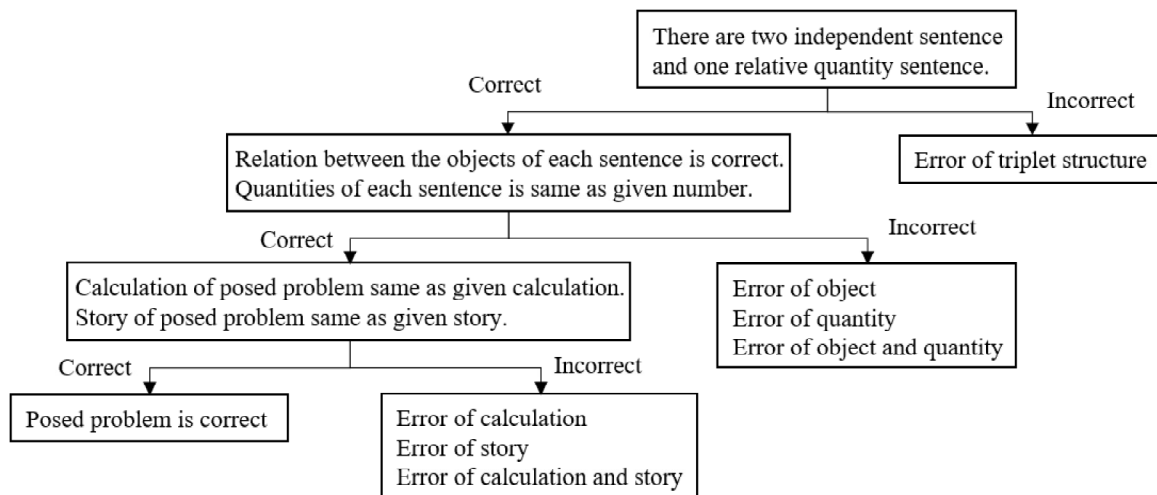 There are two independent sentence
and one relative quantity sentence.
Correct
Incorrect
Relation between the objects of each sentence is correct.
Quantities of each sentence is same as given number.
Error of triplet structure
Correct
Incorrect
Calculation of posed problem same as given calculation.
Story of posed problem same as given story.
Error of object
Error of quantity
Error of object and quantity
Correct
Incorrect
Posed problem is correct
Error of calculation
Error of story
Error of calculation and story